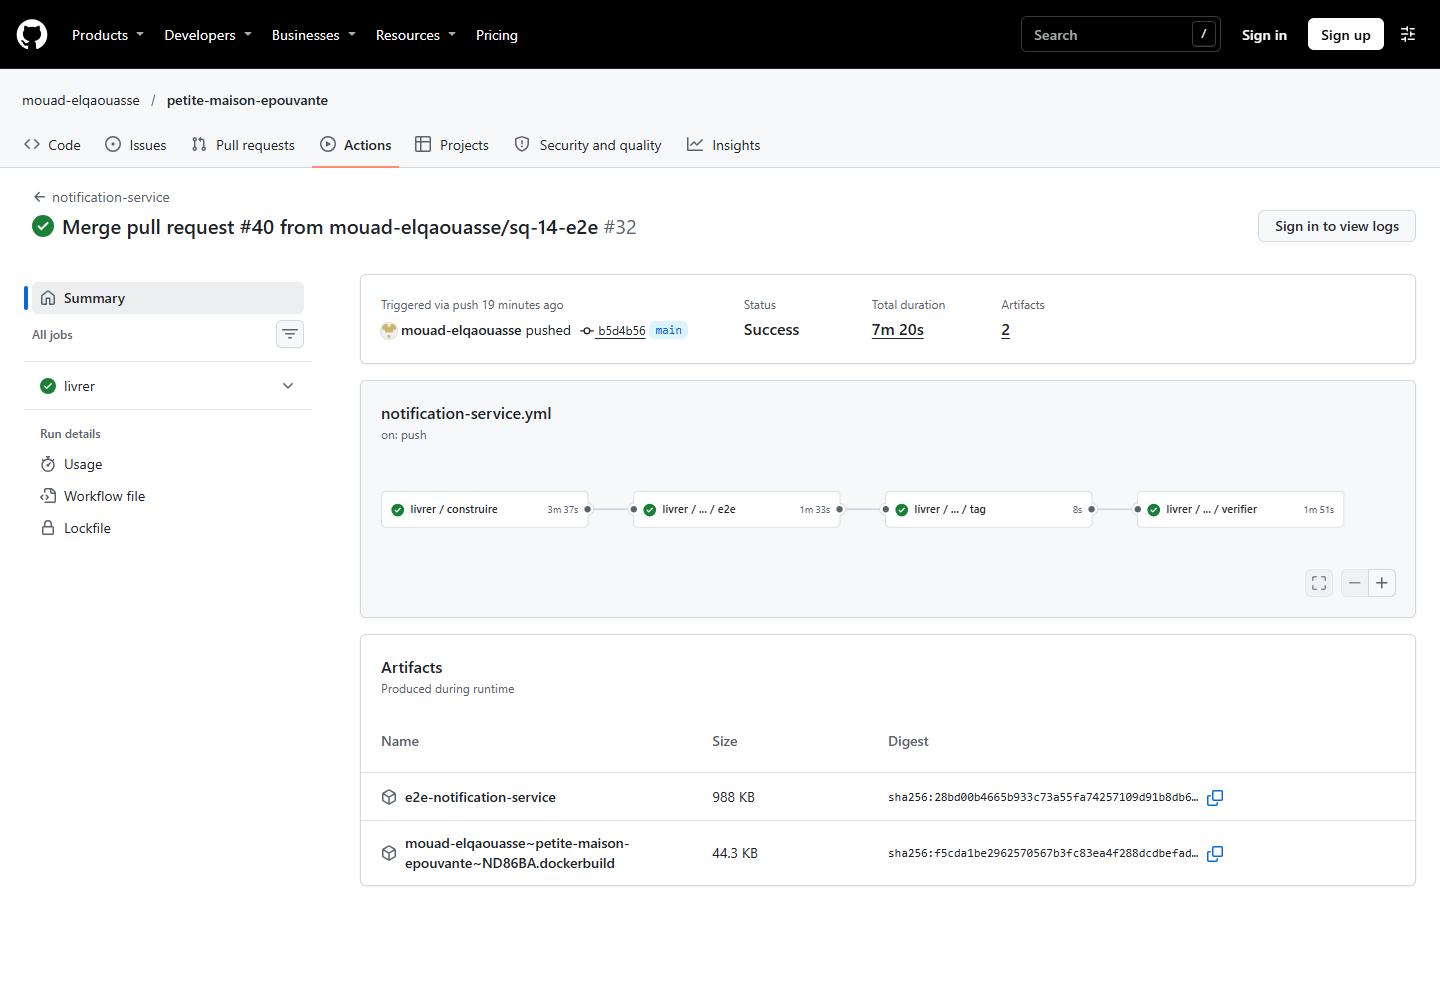 Products
Developers
Businesses
Resources
Pricing
Search
/
Sign in
Sign up
mouad-elqaouasse / petite-maison-epouvante
Code
Issues
Pull requests
Actions
Projects
Security and quality
Insights
notification-service
Merge pull request #40 from mouad-elqaouasse/sq-14-e2e #32
Sign in to view logs
Summary
All jobs
livrer
Run details
Usage
Workflow file
Lockfile
Triggered via push 19 minutes ago
mouad-elqaouasse pushed b5d4b56 main
Status
Success
Total duration
7m 20s
Artifacts
2
notification-service.yml
on: push
livrer / construire 3m 37s
livrer / ... / e2e 1m 33s
livrer / ... / tag 8s
livrer / ... / verifier 1m 51s
Artifacts
Produced during runtime
Name Size Digest
e2e-notification-service 988 KB sha256:28bd00b4665b933c73a55fa74257109d91b8db6…
mouad-elqaouasse~petite-maison-
epouvante~ND86BA.dockerbuild 44.3 KB sha256:f5cda1be2962570567b3fc83ea4f288dcdbefad…